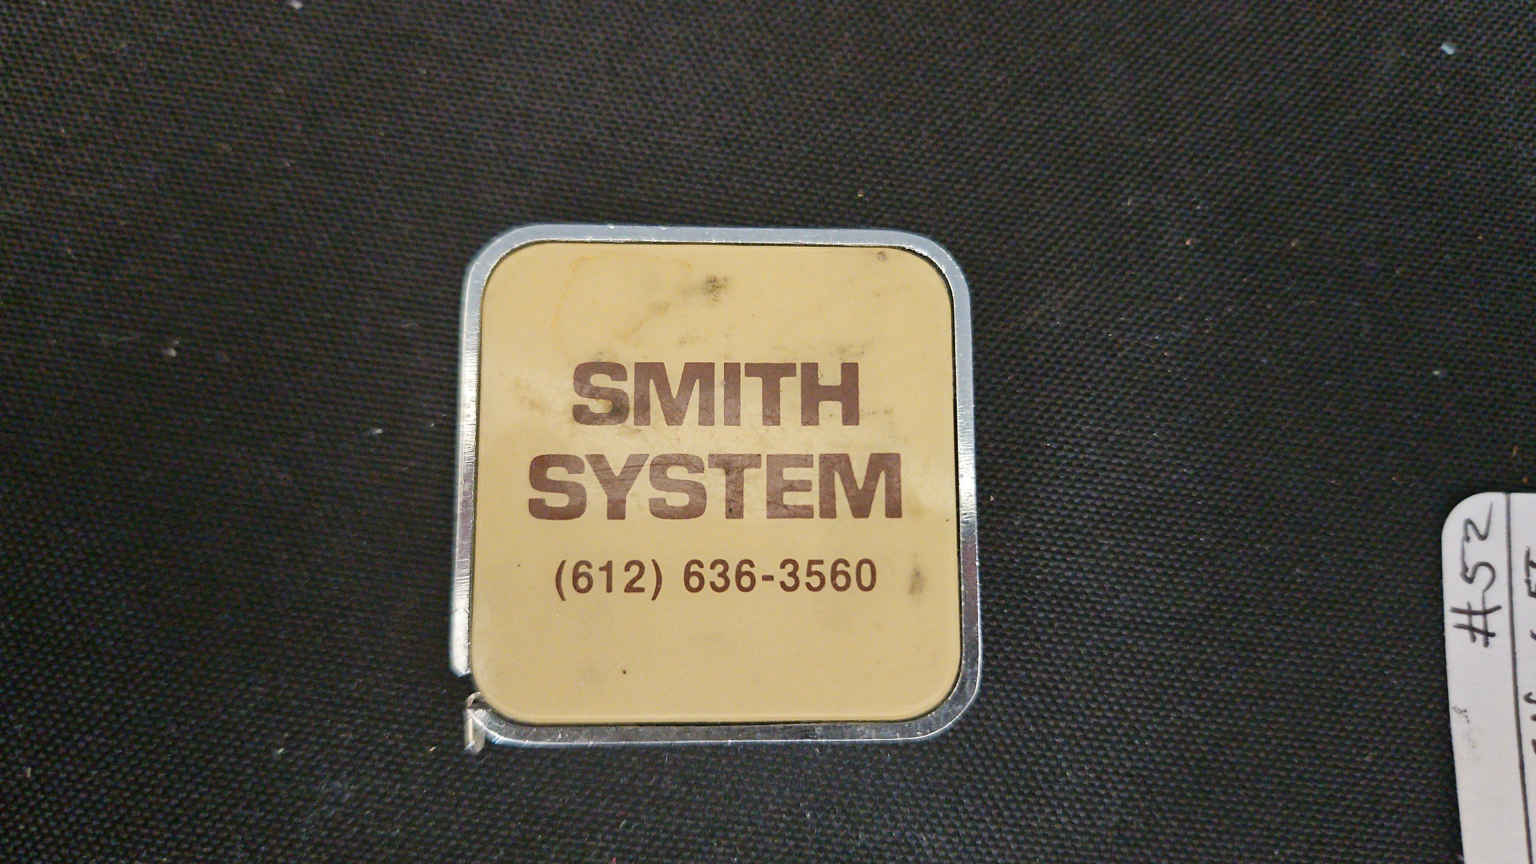 SMITH
SYSTEM
(612) 636-3560
#52